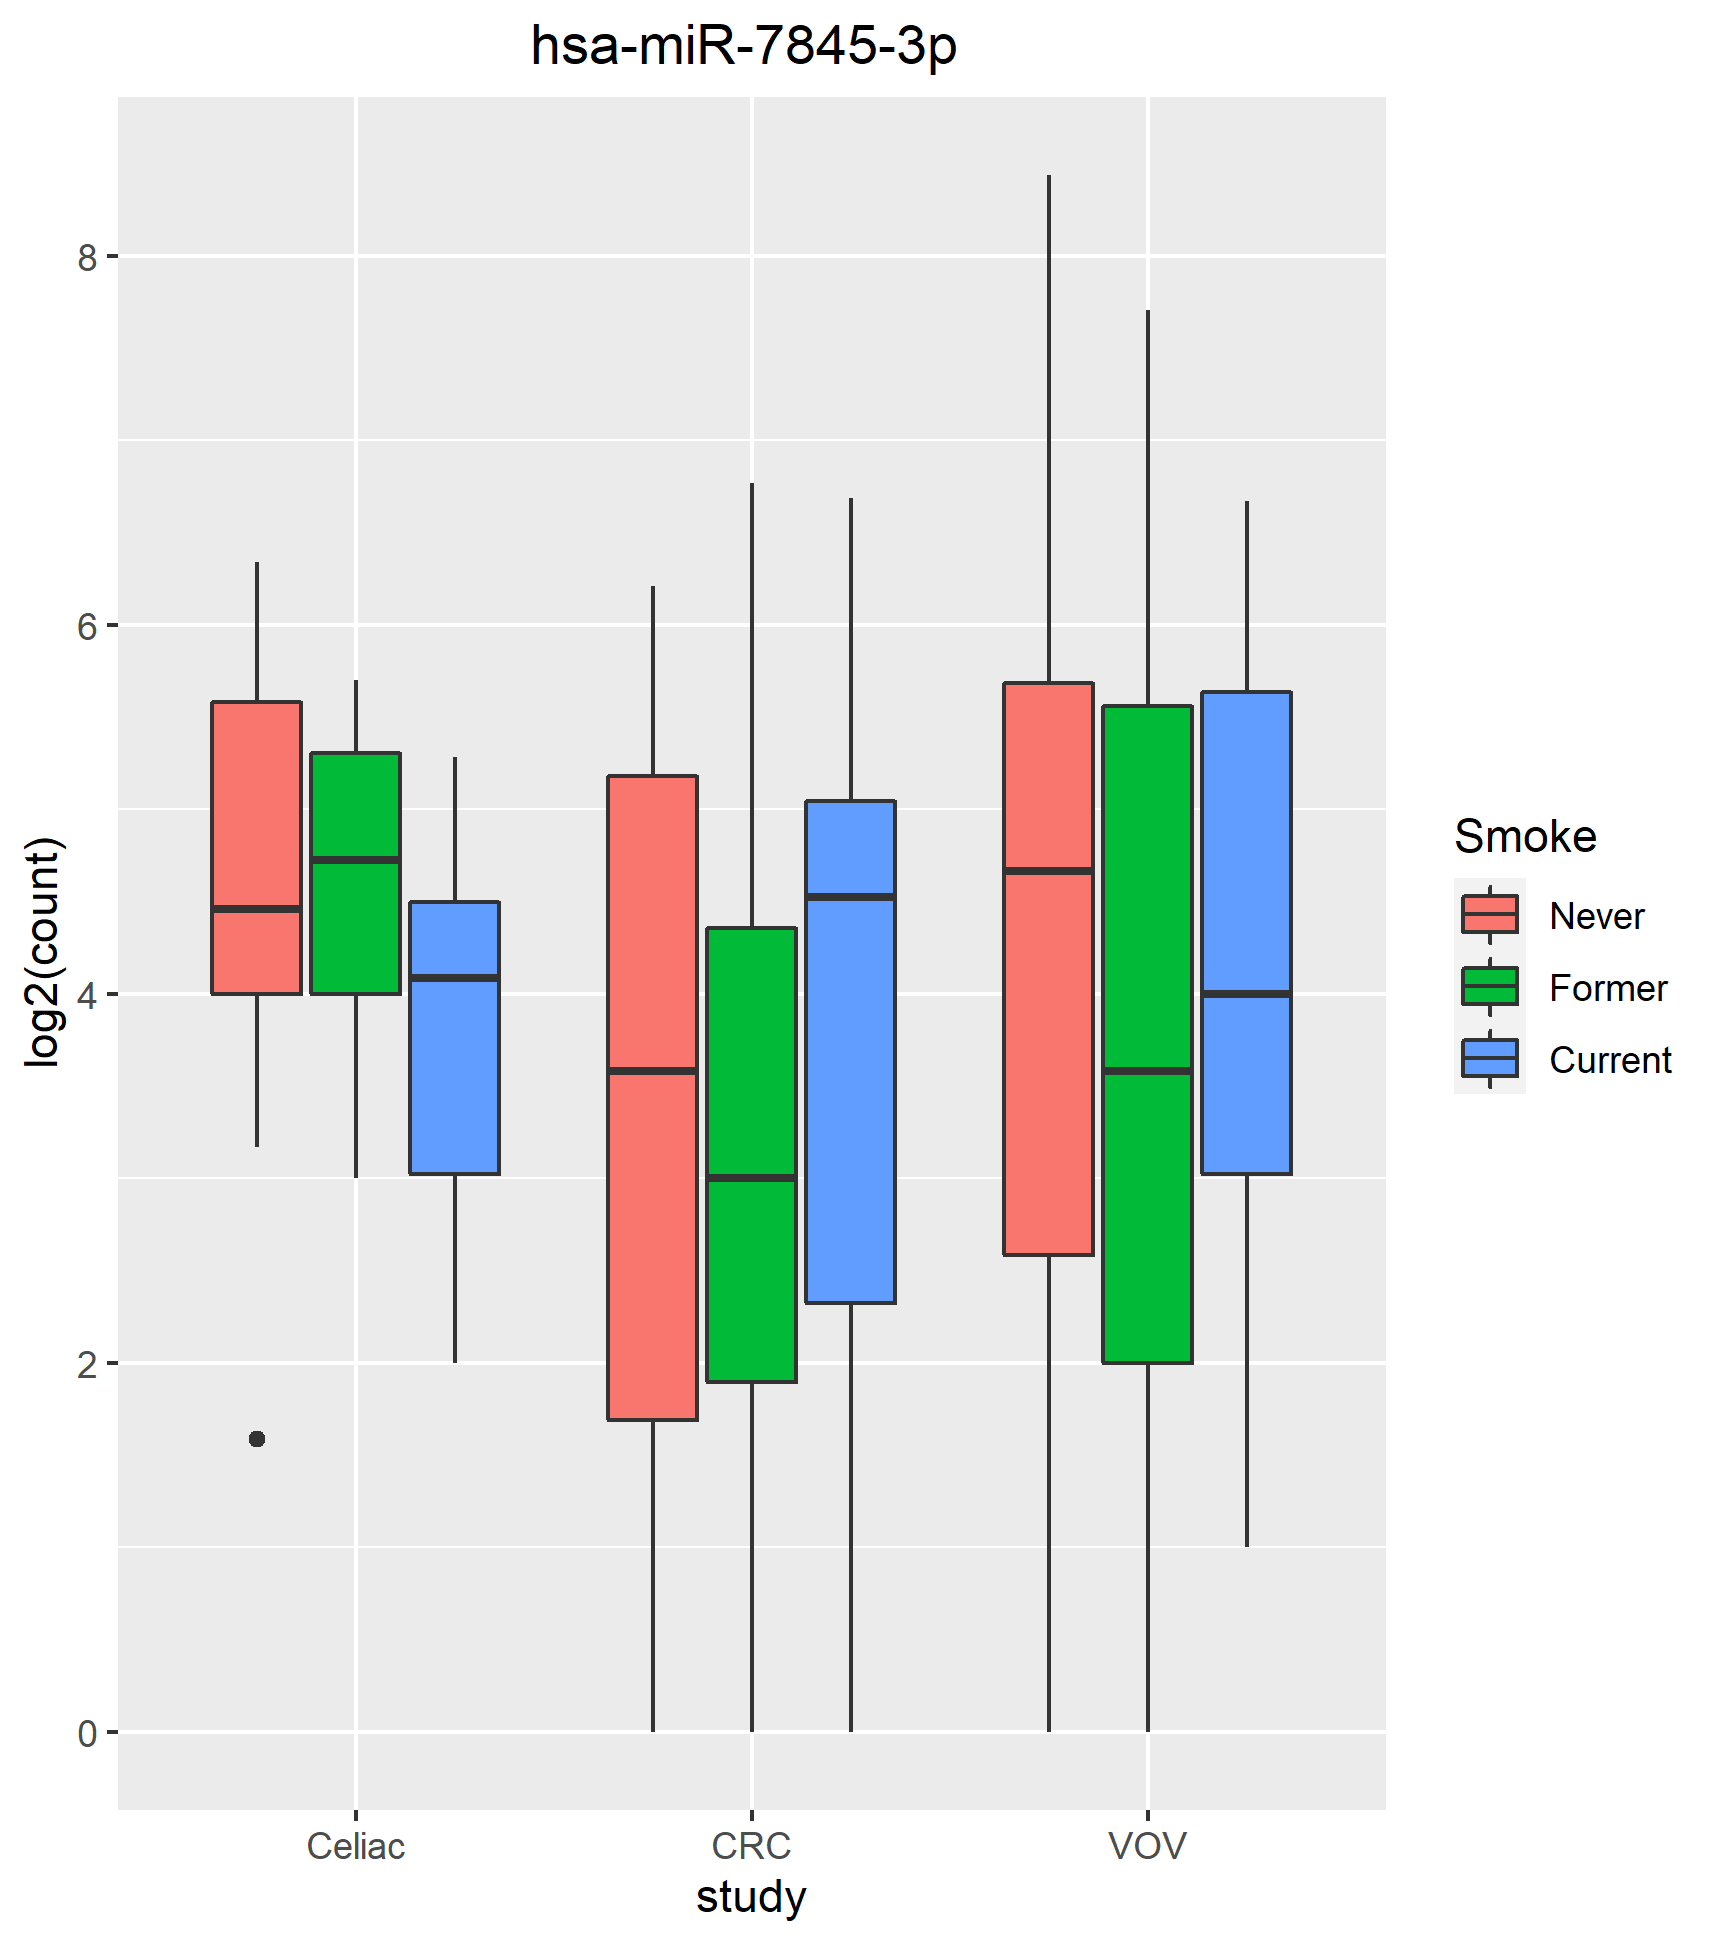 hsa-miR-7845-3p
log2(count)
8
6
4
2
0
Celiac
CRC
VOV
study
Smoke
Never
Former
Current